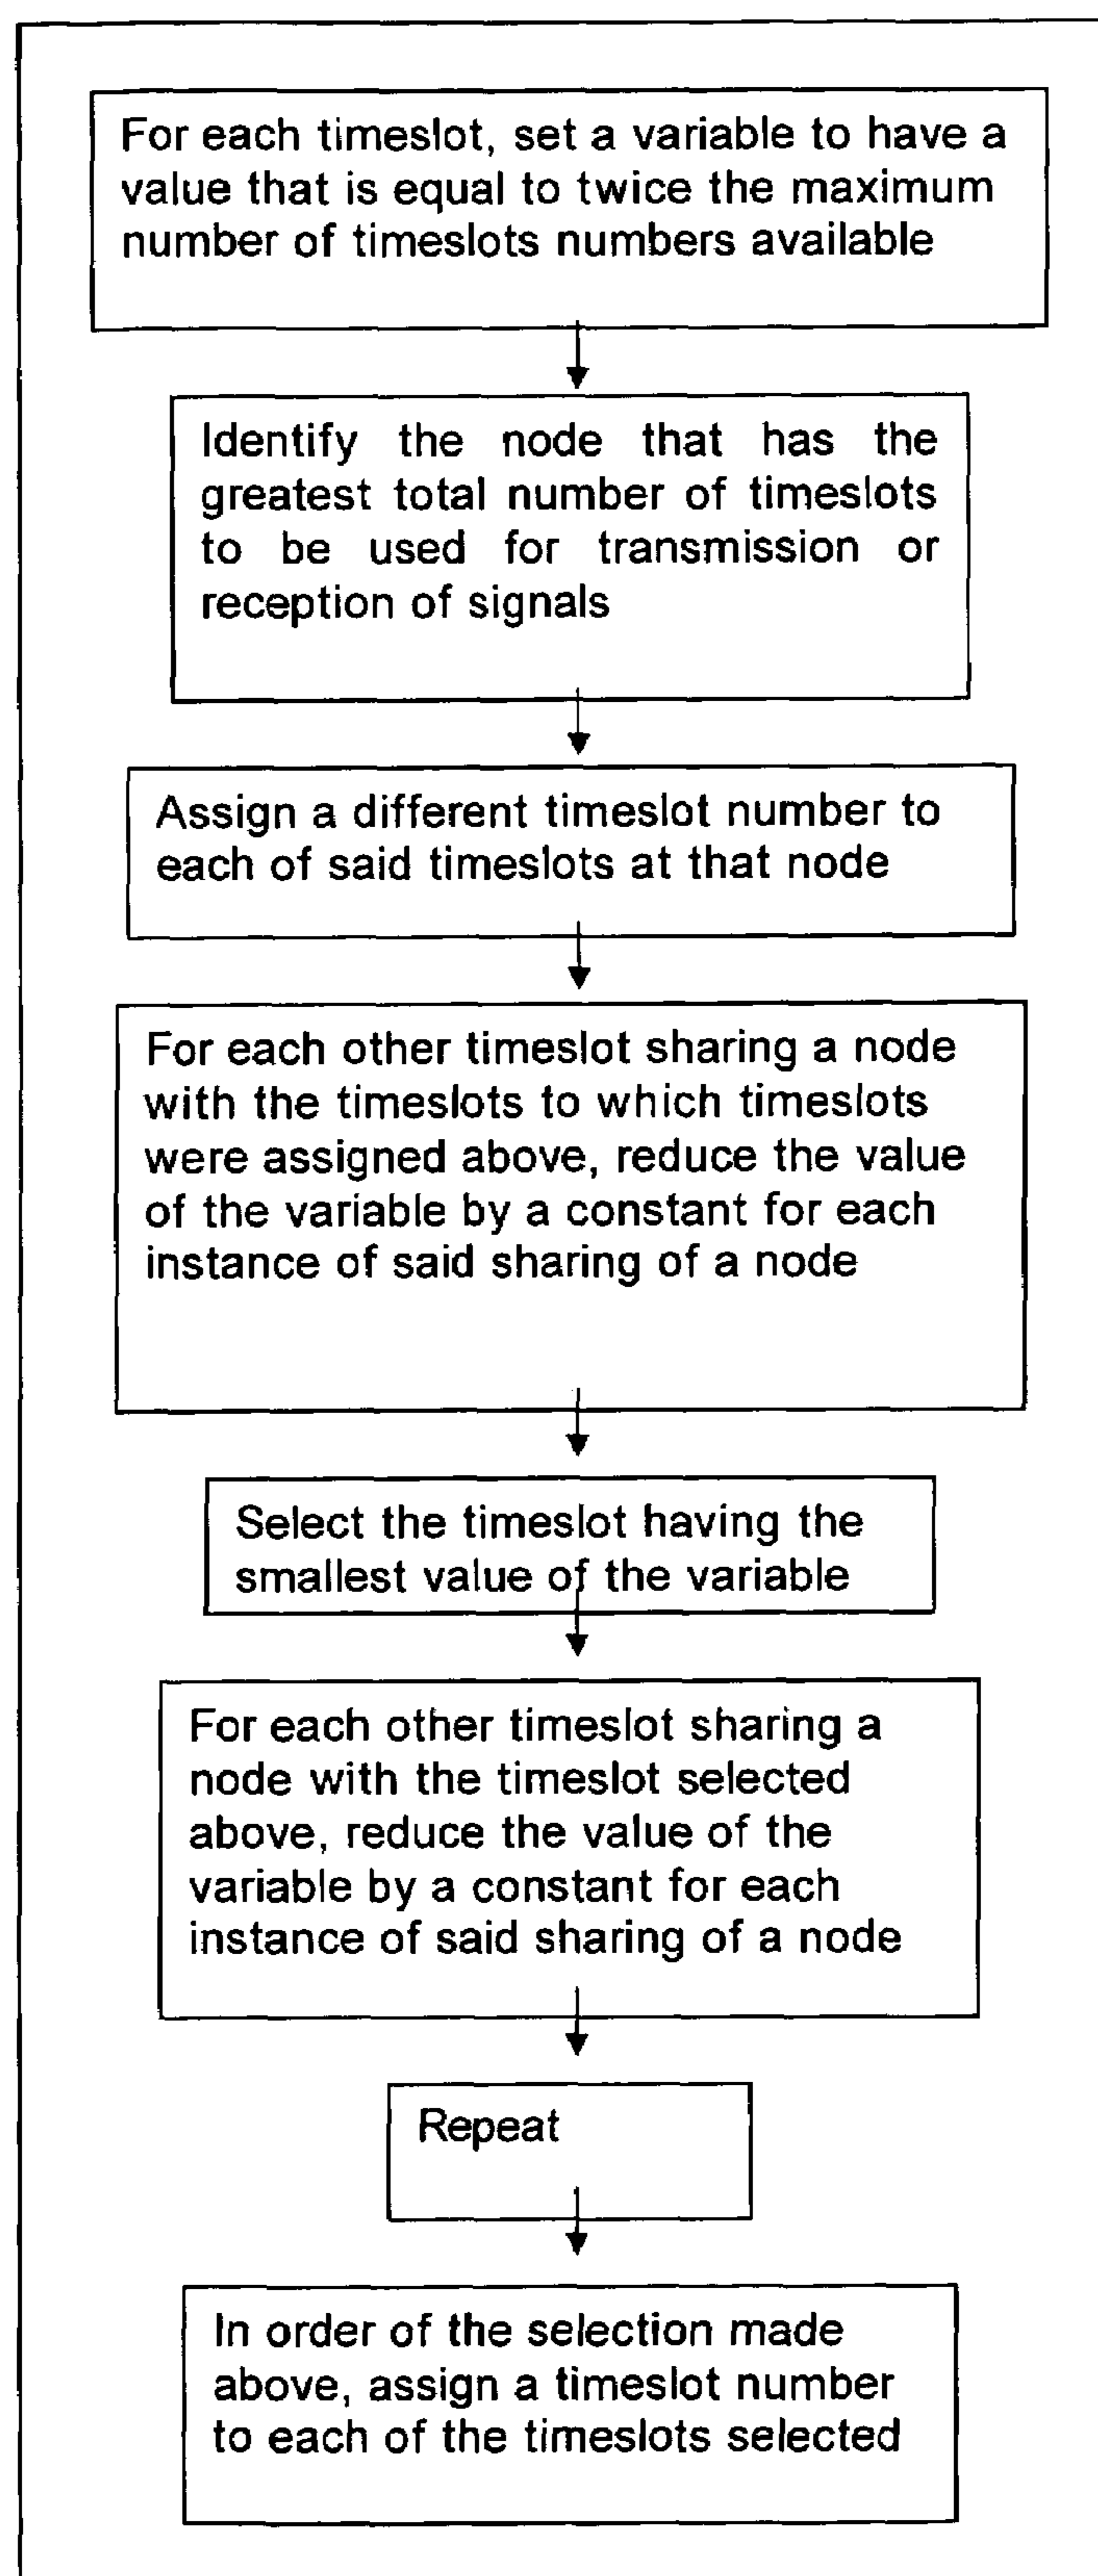 For each timeslot, set a variable to have a
value that is equal to twice the maximum
number of timeslots numbers available
Identify the node that has the
greatest total number of timeslots
to be used for transmission or
reception of signals
Assign a different timeslot number to
each of said timeslots at that node
For each other timeslot sharing a node
with the timeslots to which timeslots
were assigned above, reduce the value
of the variable by a constant for each
instance of said sharing of a node
Select the timeslot having the
smallest value of the variable
For each other timeslot sharing a
node with the timeslot selected
above, reduce the value of the
variable by a constant for each
instance of said sharing of a node
Repeat
In order of the selection made
above, assign a timeslot number
to each of the timeslots selected